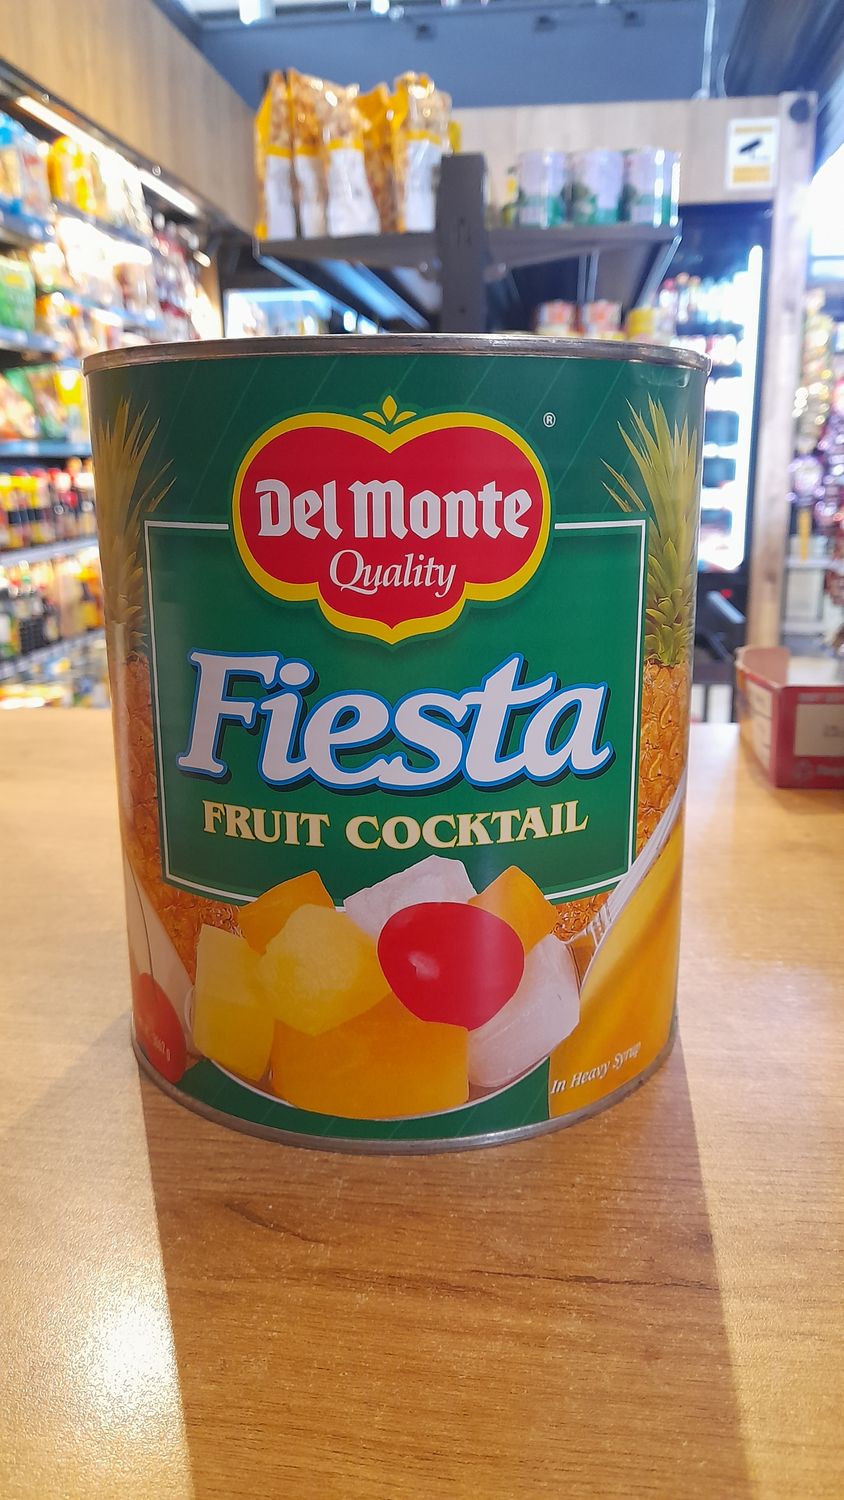 ®
Del Monte
Quality
Fiesta
FRUIT COCKTAIL
In Heavy Syrup